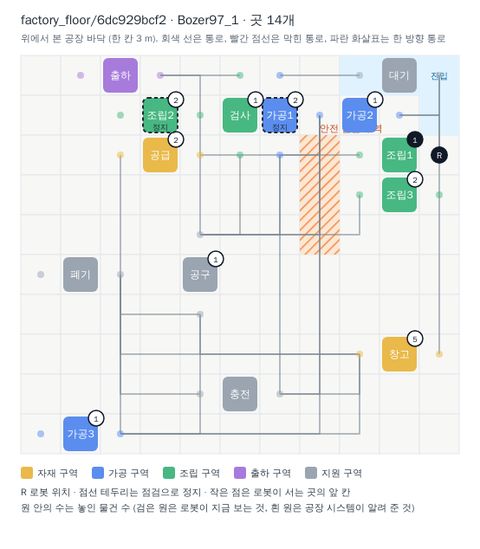 factory_floor/6dc929bcf2 · Bozer97_1 · 곳 14개
위에서 본 공장 바닥 (한 칸 3 m). 회색 선은 통로, 빨간 점선은 막힌 통로, 파란 화살표는 한 방향 통로
출하
대기
전립
조립2
정지
2
검사
1
가공1
정지
1
가공2
1
안전
역
공급
2
조립1
1
R
조립3
2
폐기
공구
1
창고
5
충전
가공3
1
자재 구역
가공 구역
조립 구역
출하 구역
지원 구역
R 로봇 위치 · 점선 테두리는 점검으로 정지 · 작은 점은 로봇이 서는 곳의 앞 칸
원 안의 수는 놓인 물건 수 (검은 원은 로봇이 지금 보는 것, 흰 원은 공장 시스템이 알려 준 것)